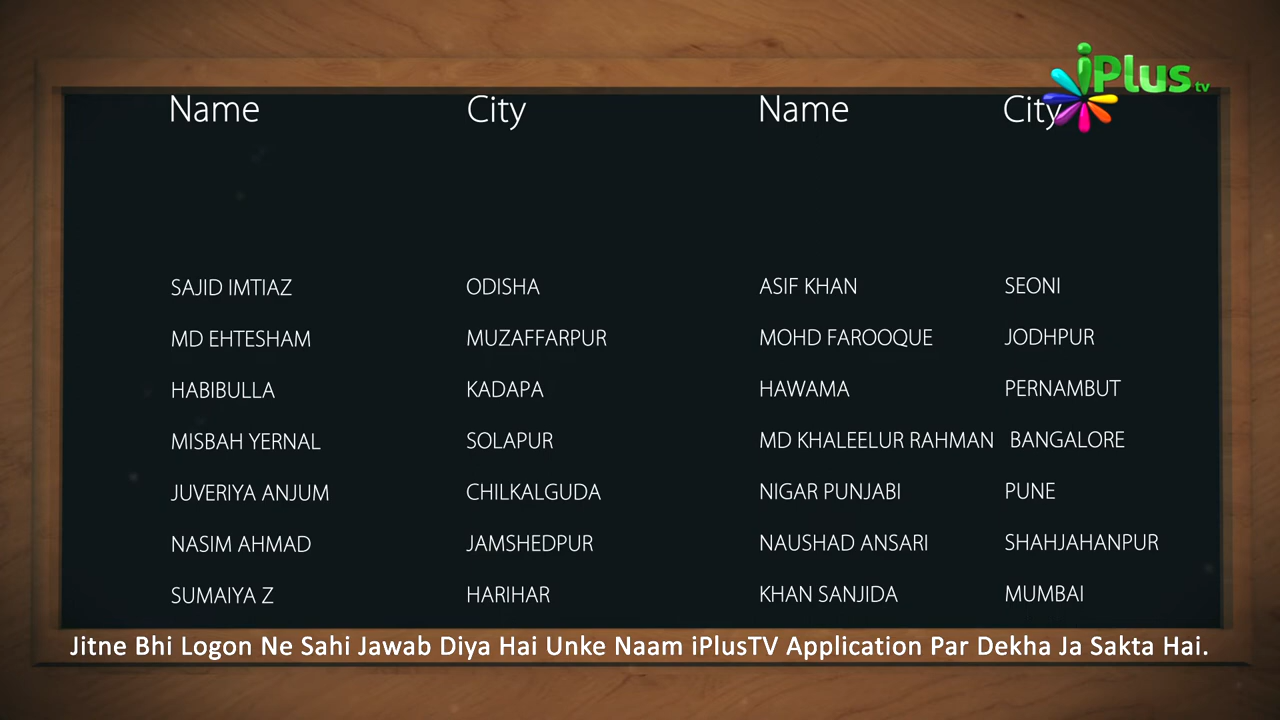 iPlus tv
Name City Name City
SAJID IMTIAZ ODISHA ASIF KHAN SEONI
MD EHTESHAM MUZAFFARPUR MOHD FAROOQUE JODHPUR
HABIBULLA KADAPA HAWAMA PERNAMBUT
MISBAH YERNAL SOLAPUR MD KHALEELUR RAHMAN BANGALORE
JUVERIYA ANJUM CHILKALGUDA NIGAR PUNJABI PUNE
NASIM AHMAD JAMSHEDPUR NAUSHAD ANSARI SHAHJAHANPUR
SUMAIYA Z HARIHAR KHAN SANJIDA MUMBAI
Jitne Bhi Logon Ne Sahi Jawab Diya Hai Unke Naam iPlusTV Application Par Dekha Ja Sakta Hai.